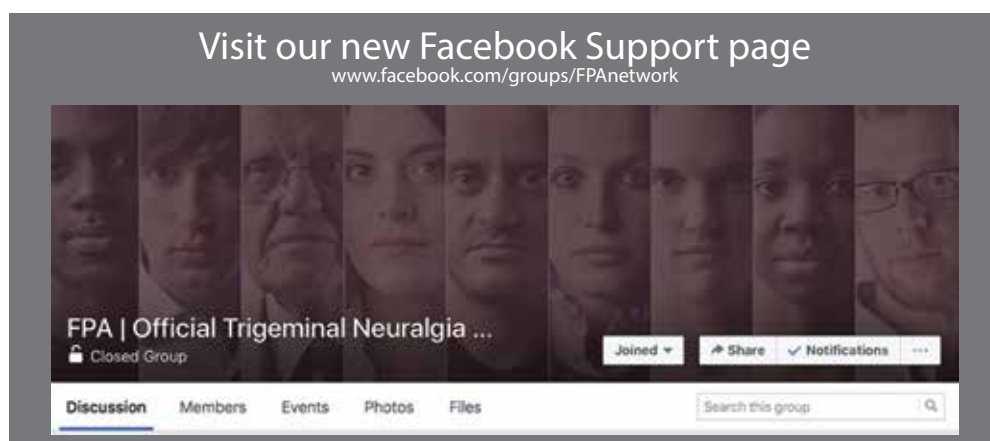 Visit our new Facebook Support page
www.facebook.com/groups/FPAnetwork
FPA | Official Trigeminal Neuralgia ...
Closed Group
Joined Share Notifications ...
Discussion Members Events Photos Files Search this group